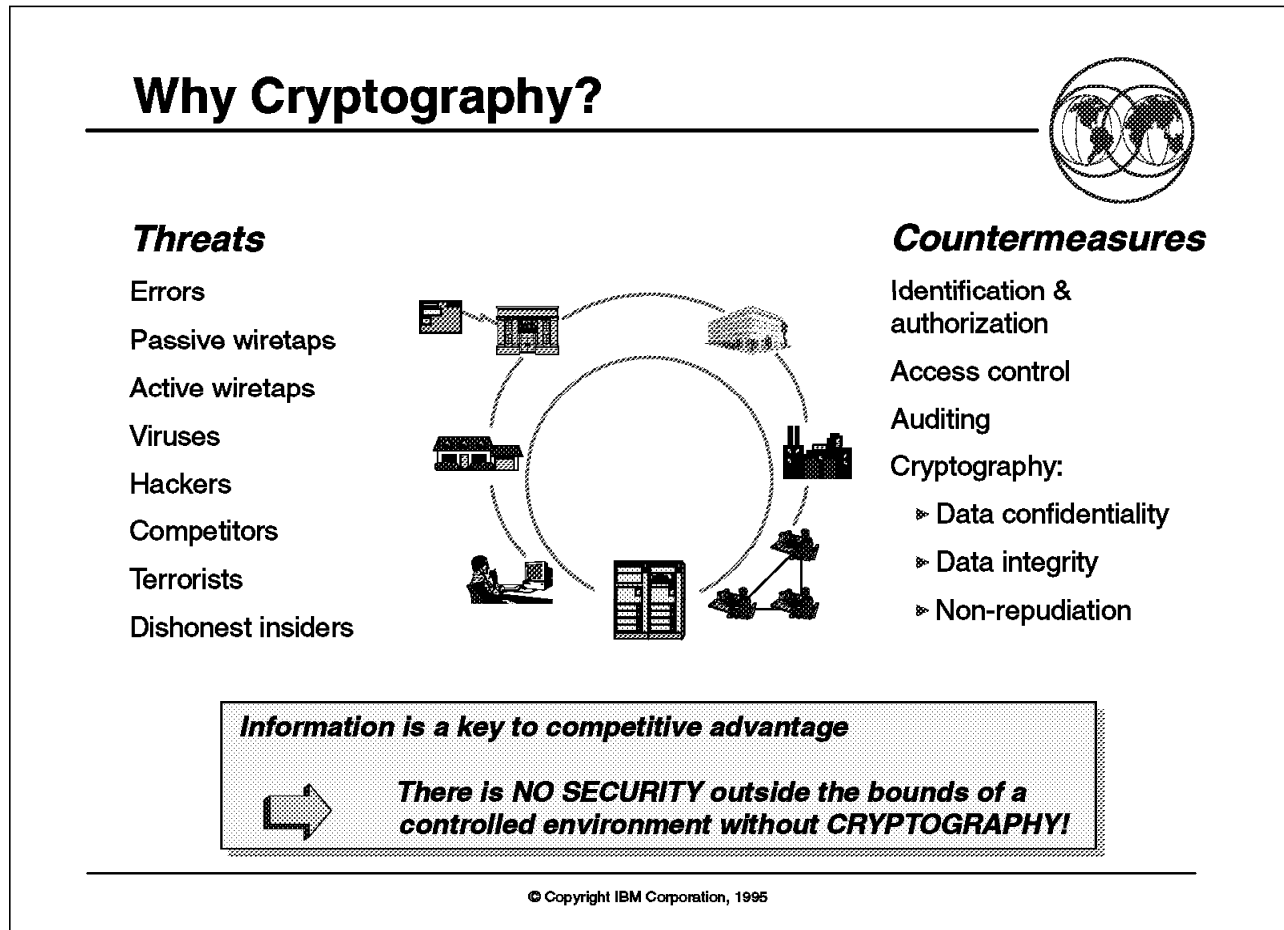 Why Cryptography?
Threats
Errors
Passive wiretaps
Active wiretaps
Viruses
Hackers
Competitors
Terrorists
Dishonest insiders
Countermeasures
Identification &
authorization
Access control
Auditing
Cryptography:
Data confidentiality
Data integrity
Non-repudiation
Information is a key to competitive advantage
There is NO SECURITY outside the bounds of a
controlled environment without CRYPTOGRAPHY!
© Copyright IBM Corporation, 1995